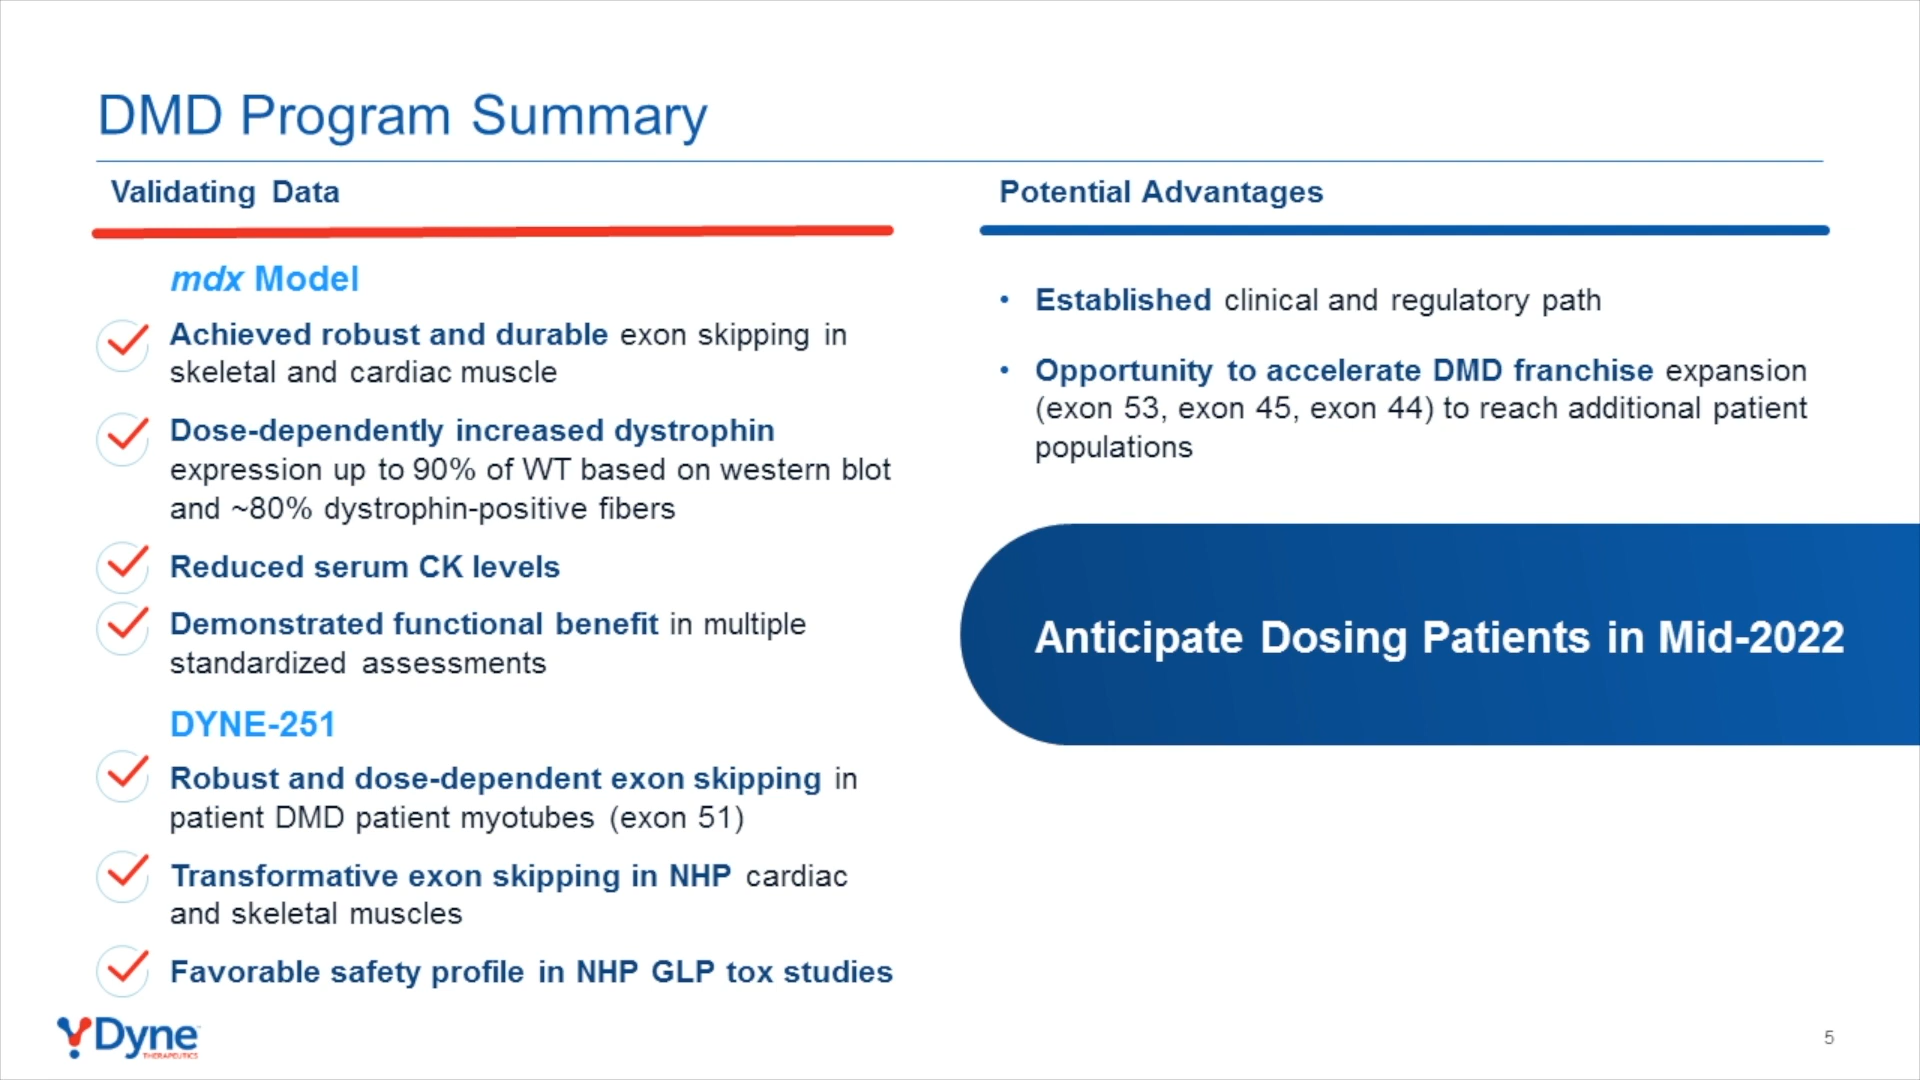 DMD Program Summary
Validating Data
mdx Model
Achieved robust and durable exon skipping in
skeletal and cardiac muscle
Dose-dependently increased dystrophin
expression up to 90% of WT based on western blot
and ~80% dystrophin-positive fibers
Reduced serum CK levels
Demonstrated functional benefit in multiple
standardized assessments
DYNE-251
Robust and dose-dependent exon skipping in
patient DMD patient myotubes (exon 51)
Transformative exon skipping in NHP cardiac
and skeletal muscles
Favorable safety profile in NHP GLP tox studies
Potential Advantages
• Established clinical and regulatory path
• Opportunity to accelerate DMD franchise expansion
(exon 53, exon 45, exon 44) to reach additional patient
populations
Anticipate Dosing Patients in Mid-2022
Dyne
THERAPEUTICS
5